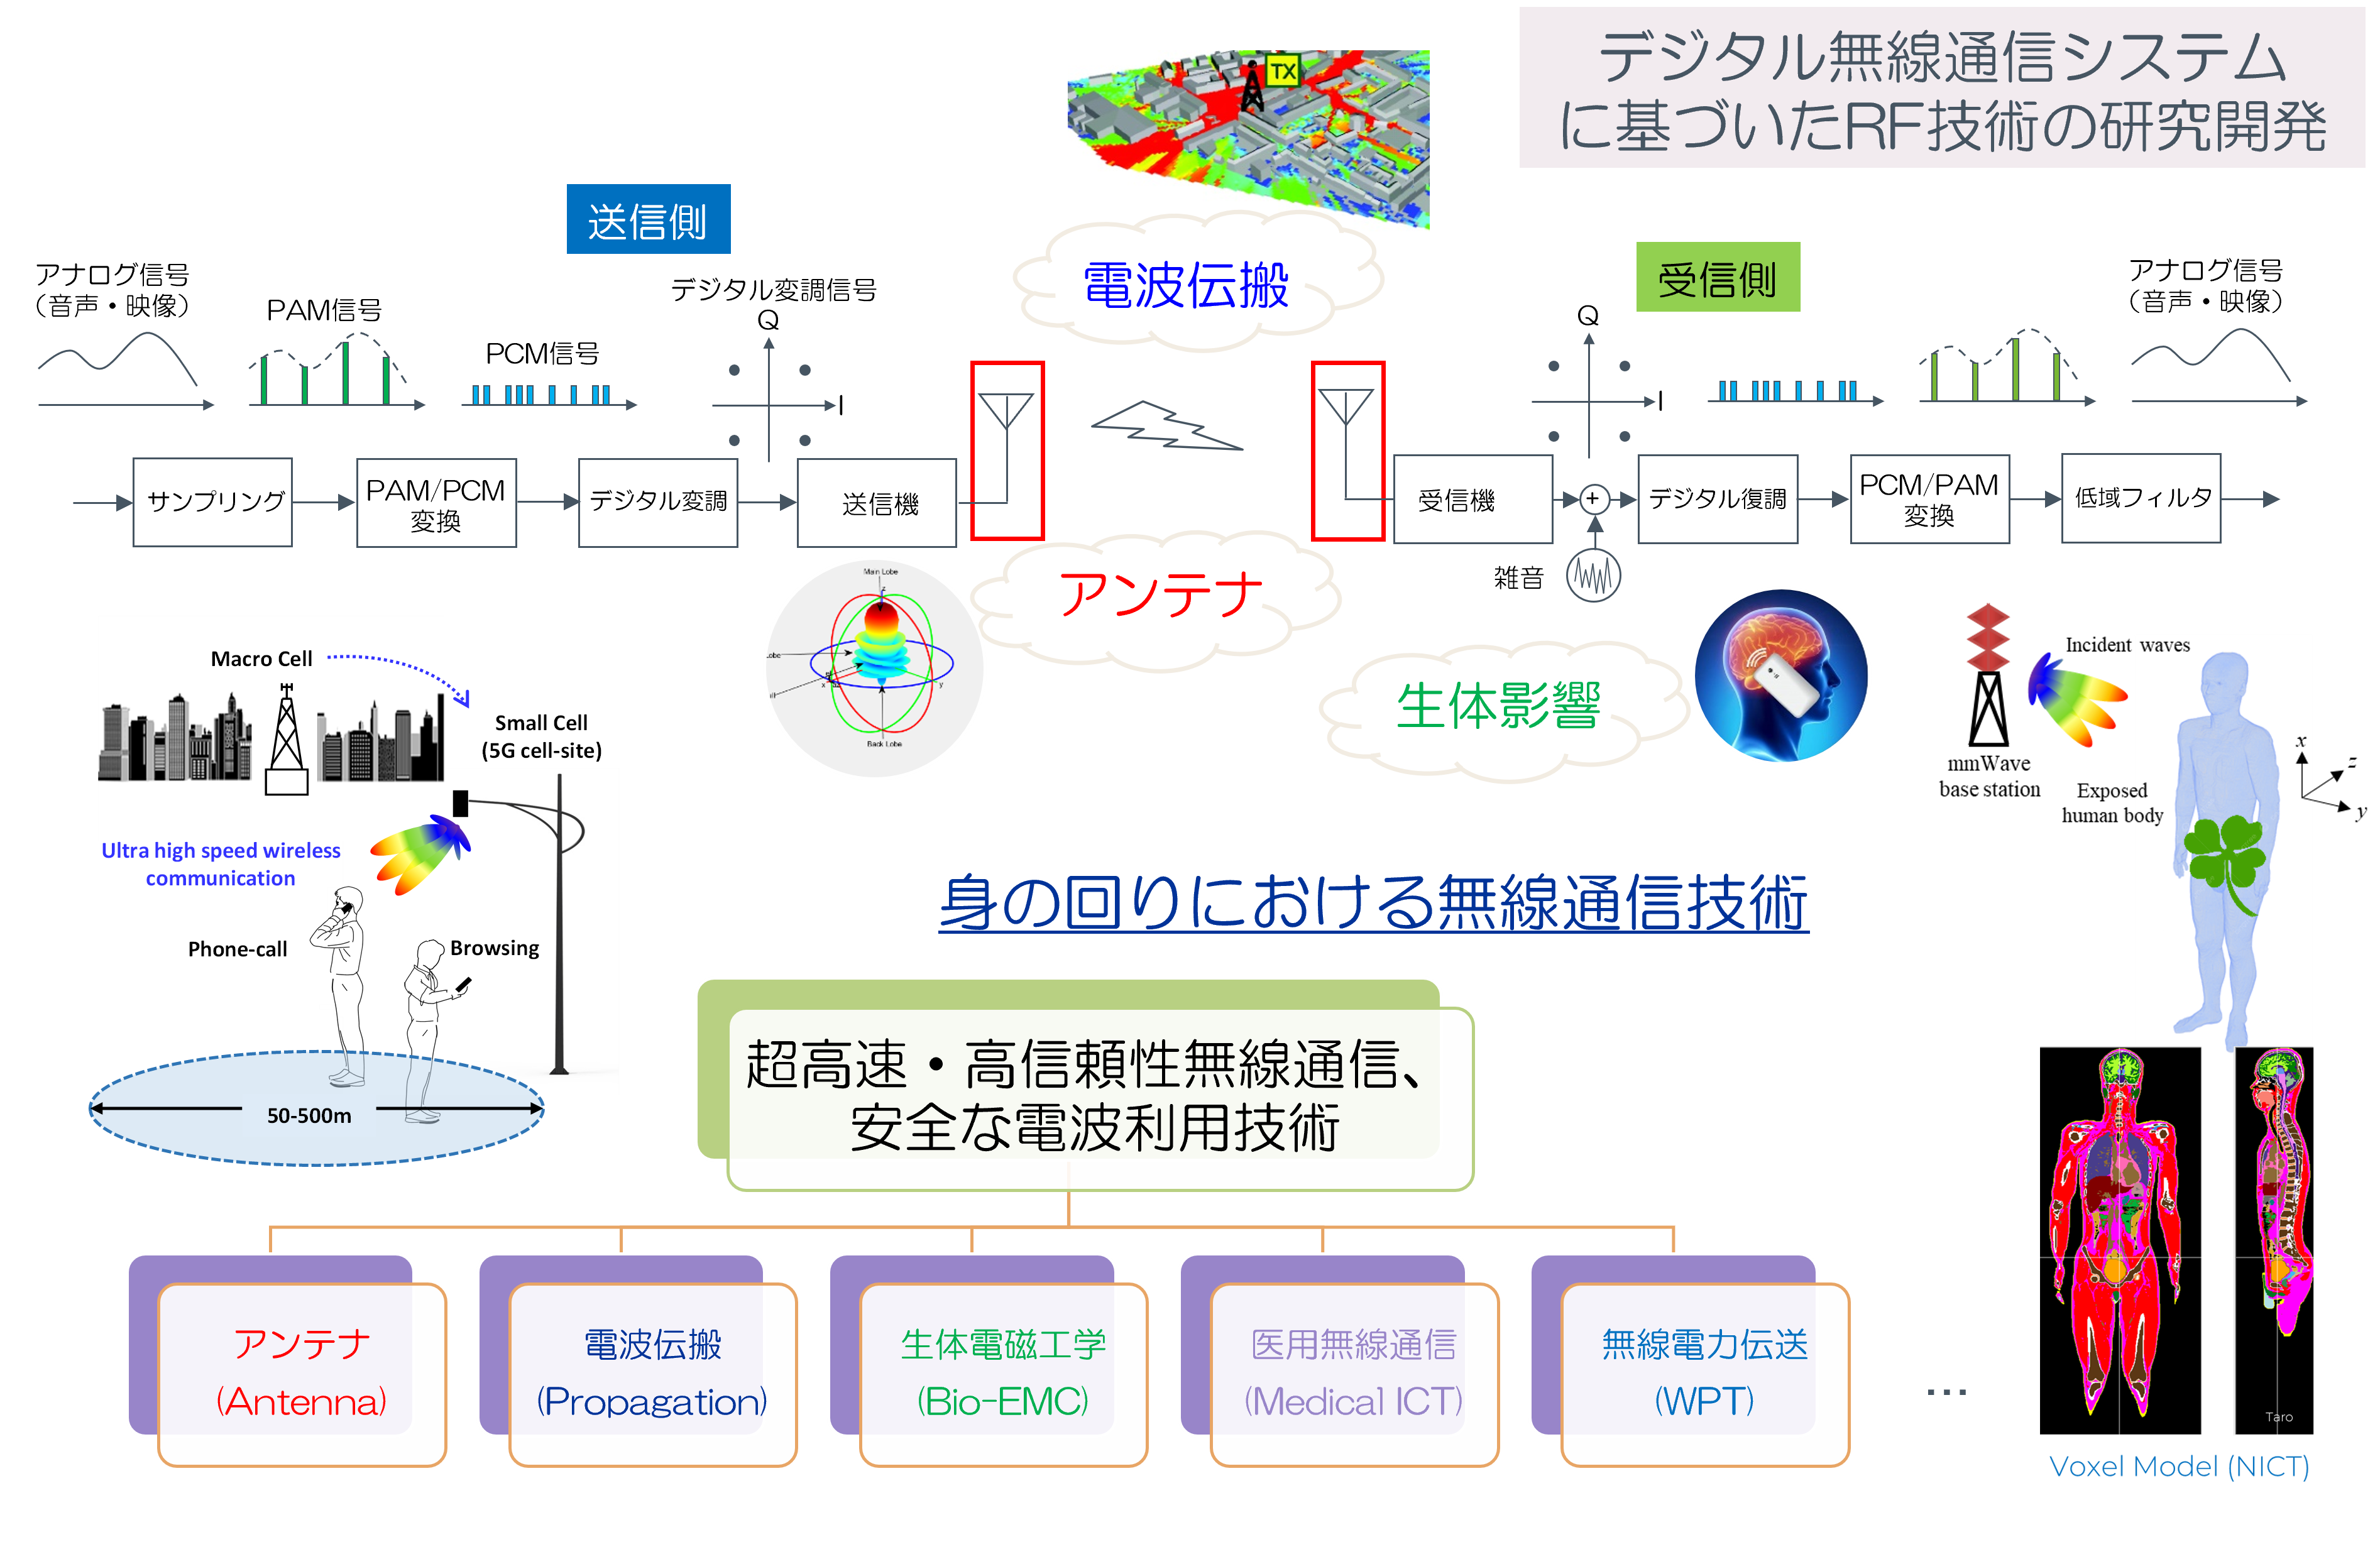 デジタル無線通信システム
に基づいたRF技術の研究開発
TX
送信側
電波伝搬
受信側
アナログ信号
（音声・映像）
PAM信号
PCM信号
デジタル変調信号
Q
I
Q
I
アナログ信号
（音声・映像）
サンプリング
PAM/PCM
変換
デジタル変調
送信機
受信機
+
デジタル復調
PCM/PAM
変換
低域フィルタ
雑音
アンテナ
生体影響
Main Lobe
z
x
y
Back Lobe
Macro Cell
Small Cell
(5G cell-site)
Ultra high speed wireless
communication
Phone-call
Browsing
50-500m
Incident waves
mmWave
base station
Exposed
human body
x
z
y
身の回りにおける無線通信技術
超高速・高信頼性無線通信、
安全な電波利用技術
アンテナ
(Antenna)
電波伝搬
(Propagation)
生体電磁工学
(Bio-EMC)
医用無線通信
(Medical ICT)
無線電力伝送
(WPT)
…
Taro
Voxel Model (NICT)